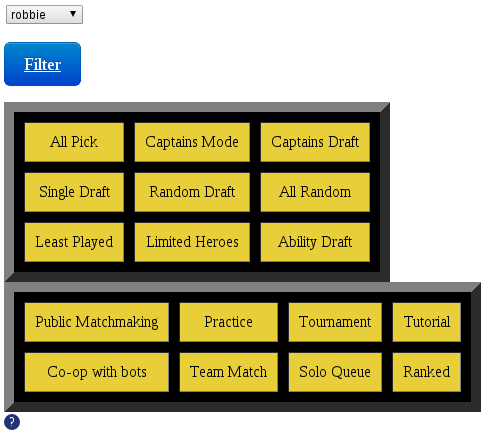 robbie
Filter
All Pick Captains Mode Captains Draft
Single Draft Random Draft All Random
Least Played Limited Heroes Ability Draft
Public Matchmaking Practice Tournament Tutorial
Co-op with bots Team Match Solo Queue Ranked
?